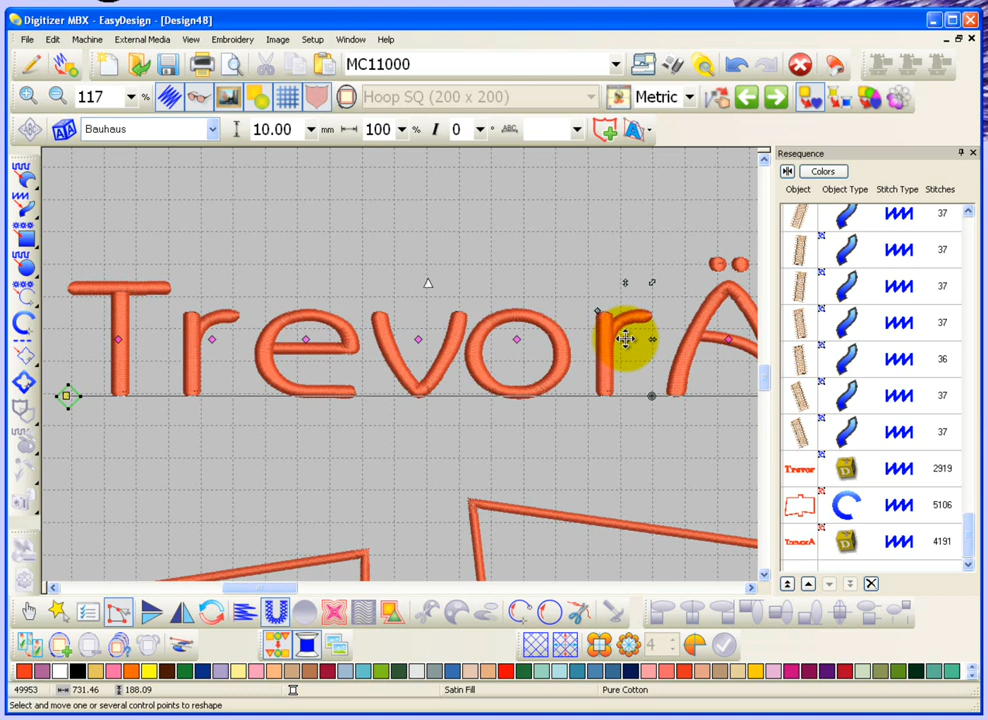 Digitizer MBX - EasyDesign - [Design48]
File Edit Machine External Media View Embroidery Image Setup Window Help
MC11000
117 % Hoop SQ (200 x 200) Metric
Bauhaus 10.00 mm 100 % I 0 ° ABC
Resequence
Colors
Object Object Type Stitch Type Stitches
37
37
37
37
36
37
37
Trevor D 2919
5106
TrevorÄ D 4191
TrevorÄ
4
49953 731.46 188.09 Satin Fill Pure Cotton
Select and move one or several control points to reshape